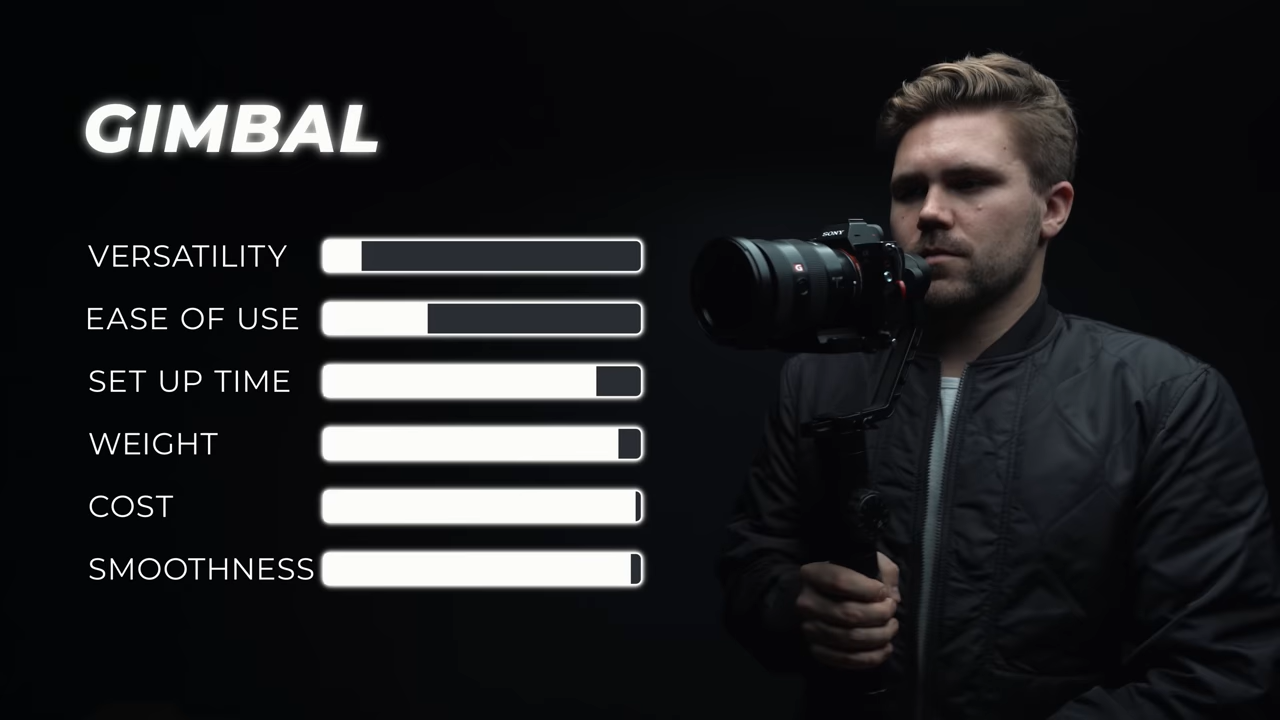 GIMBAL
VERSATILITY
EASE OF USE
SET UP TIME
WEIGHT
COST
SMOOTHNESS
SONY
G